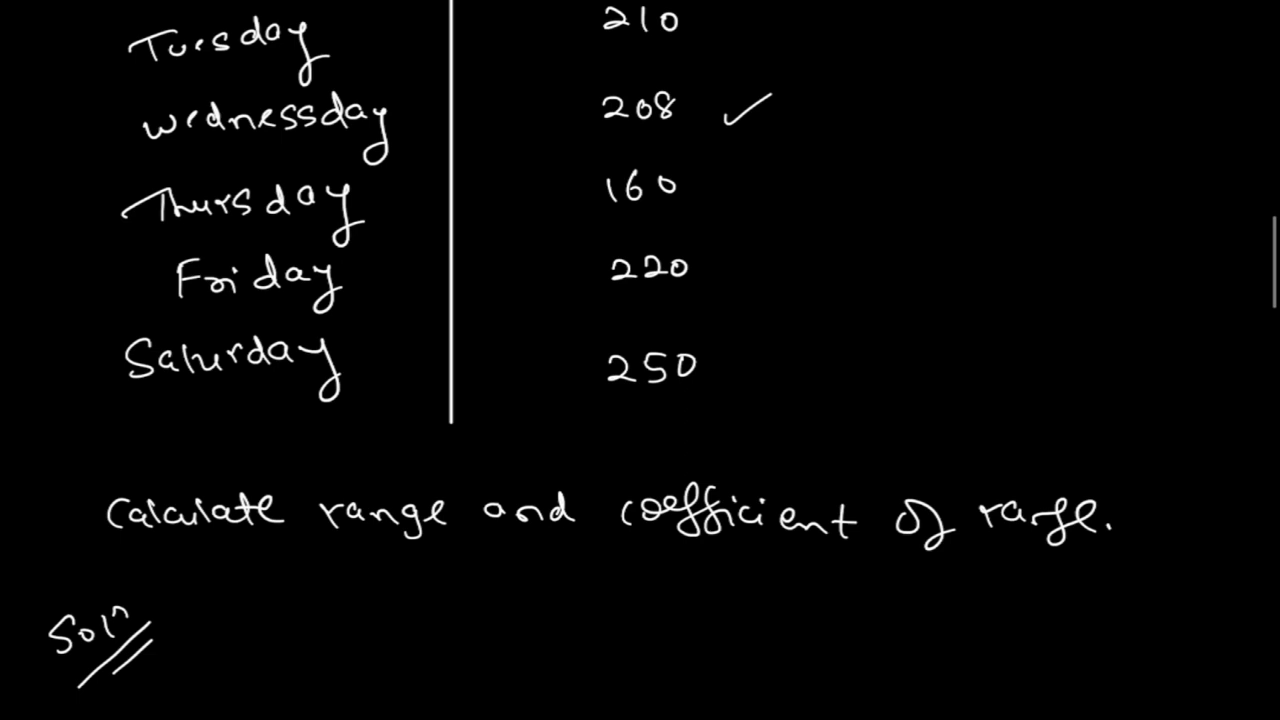 Tuesday 210
Wednessday 208 ✓
Thursday 160
Friday 220
Saturday 250
Calculate range and coefficient of range.
Soln